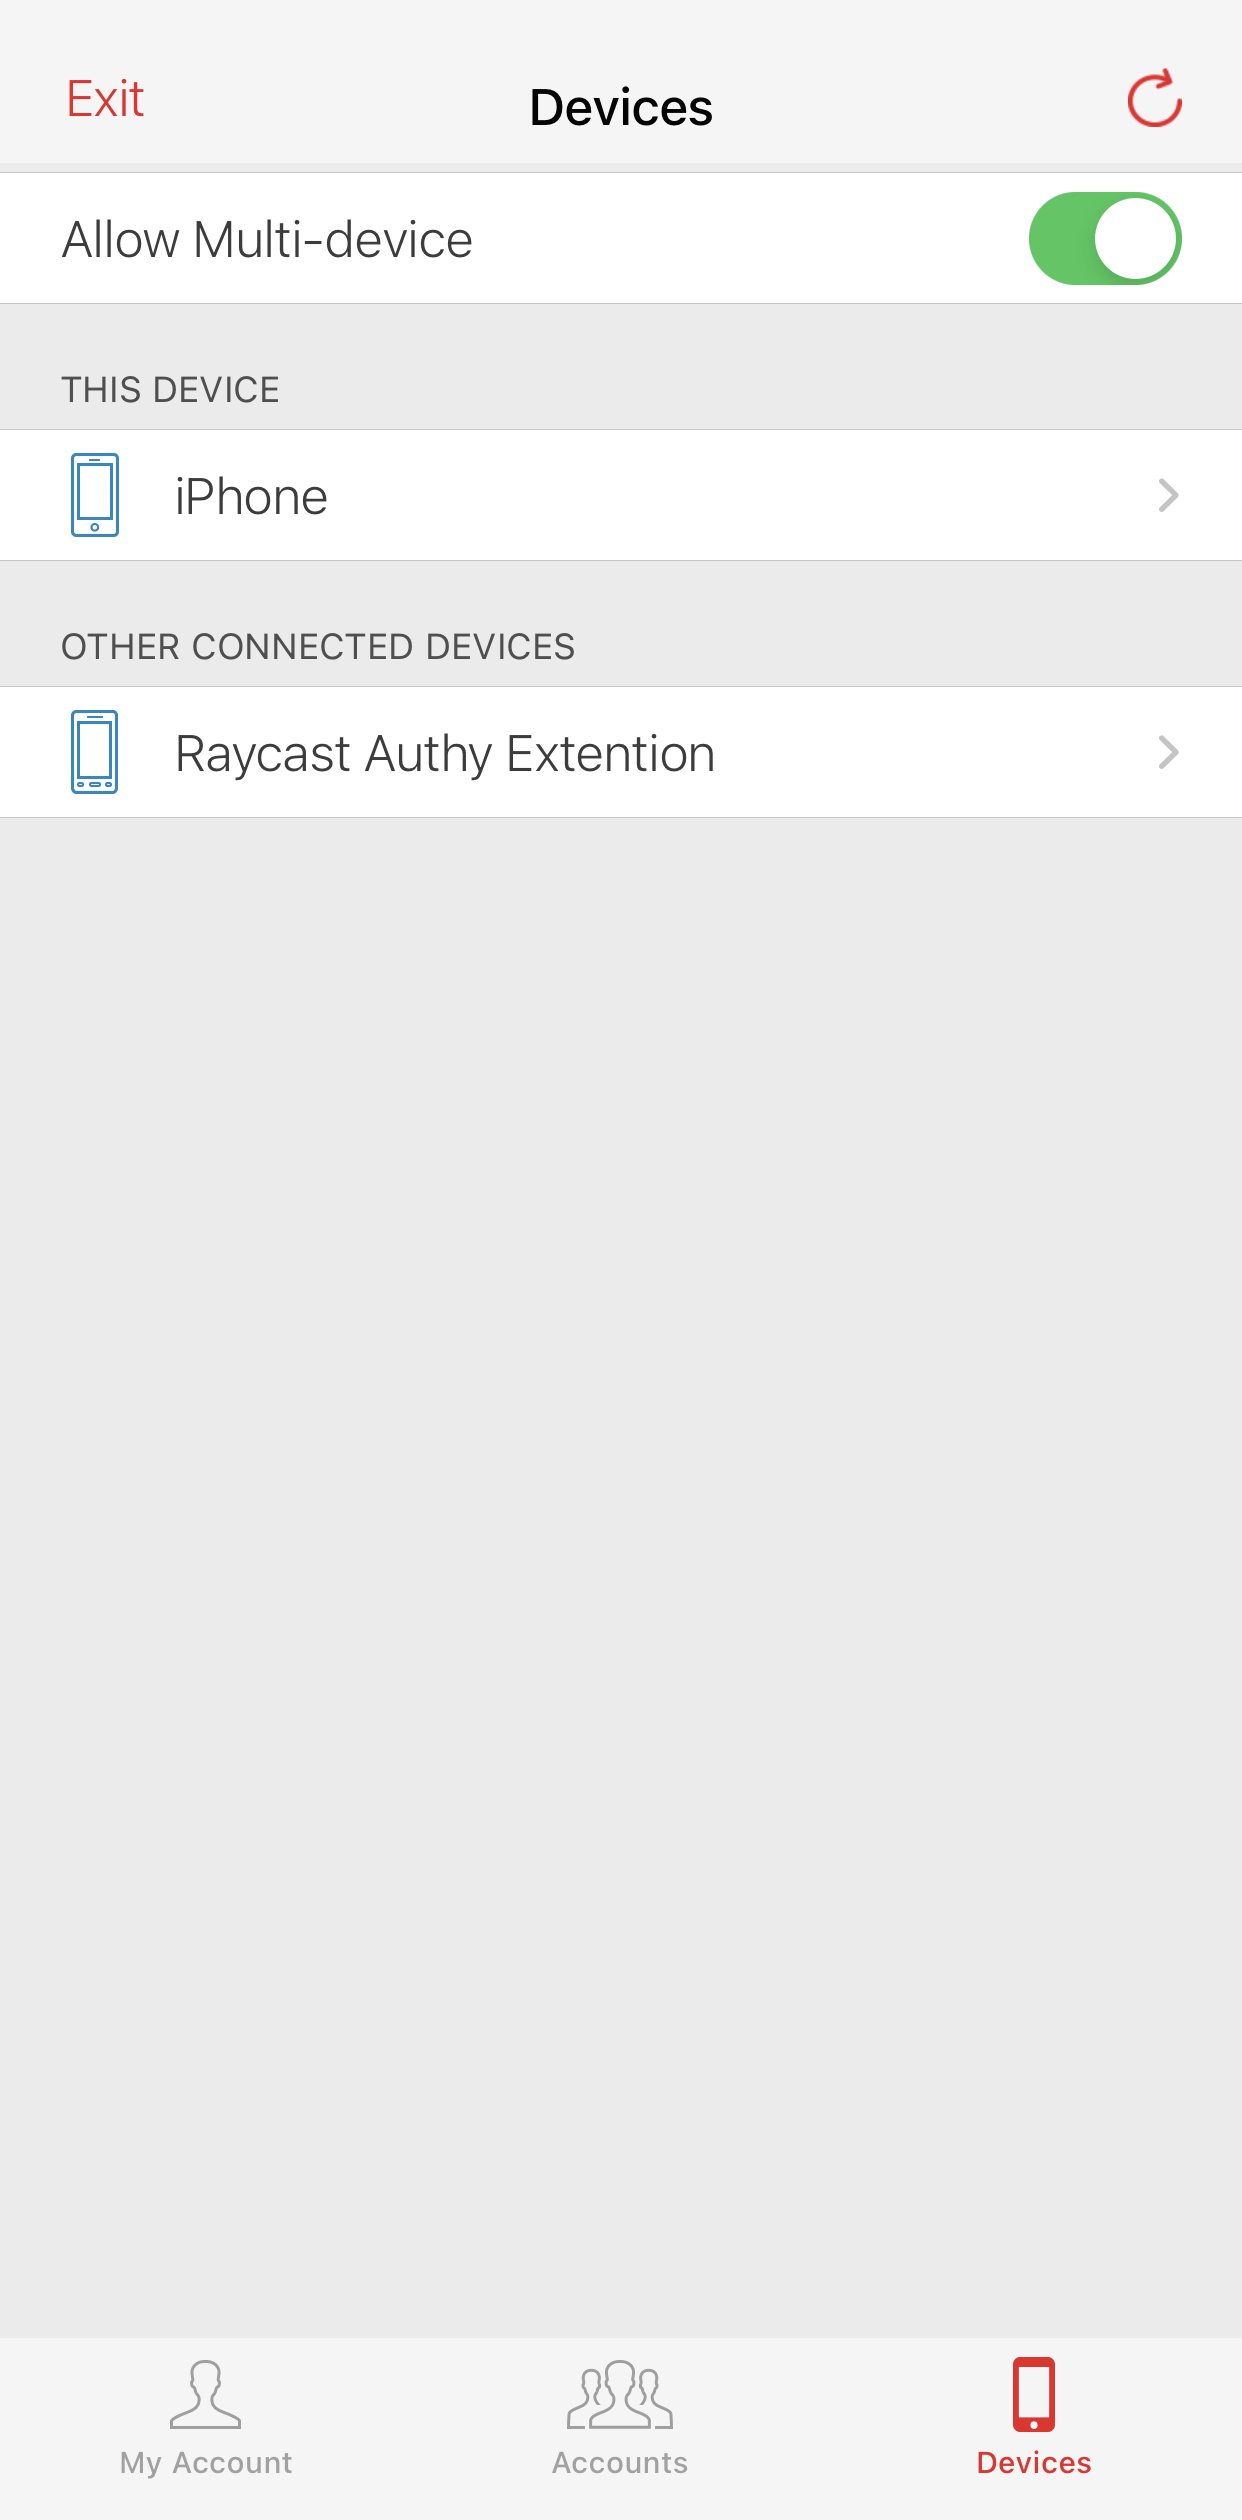 Exit
Devices
Allow Multi-device
THIS DEVICE
iPhone
OTHER CONNECTED DEVICES
Raycast Authy Extention
My Account
Accounts
Devices